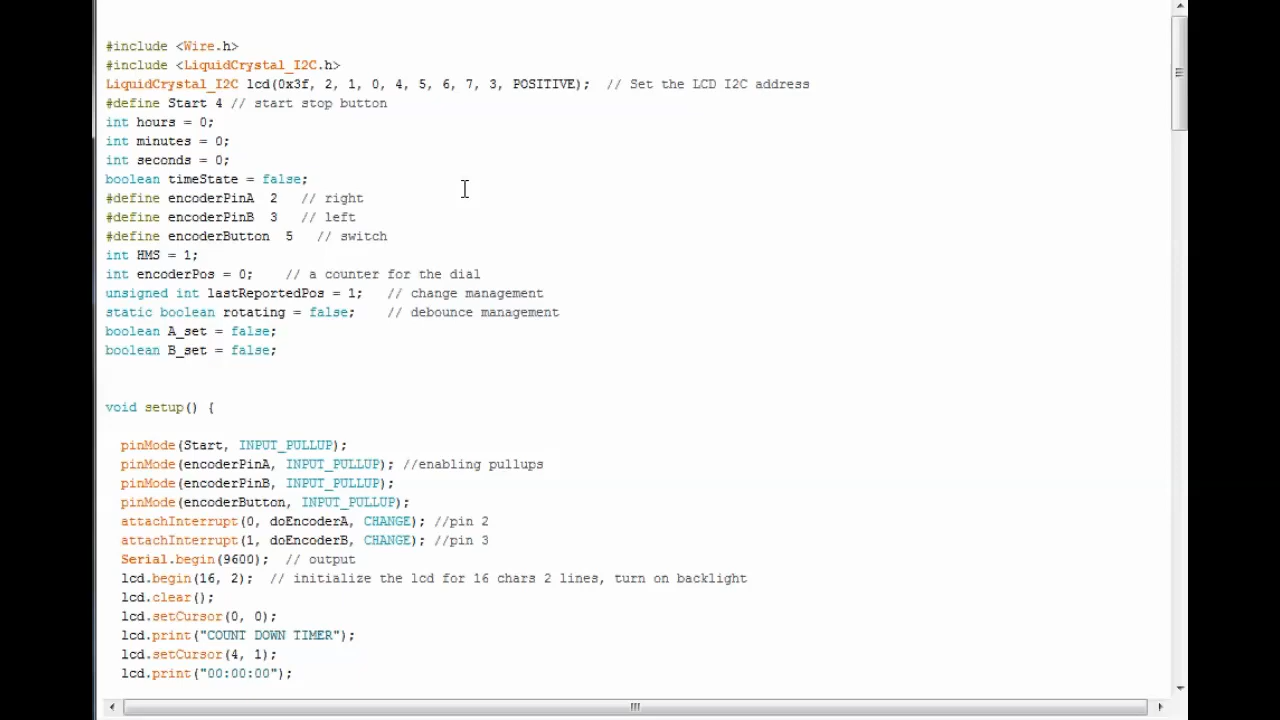 #include <Wire.h>
#include <LiquidCrystal_I2C.h>
LiquidCrystal_I2C lcd(0x3f, 2, 1, 0, 4, 5, 6, 7, 3, POSITIVE);  // Set the LCD I2C address
#define Start 4 // start stop button
int hours = 0;
int minutes = 0;
int seconds = 0;
boolean timeState = false;
#define encoderPinA  2   // right
#define encoderPinB  3   // left
#define encoderButton  5   // switch
int HMS = 1;
int encoderPos = 0;    // a counter for the dial
unsigned int lastReportedPos = 1;   // change management
static boolean rotating = false;    // debounce management
boolean A_set = false;
boolean B_set = false;
void setup() {
  pinMode(Start, INPUT_PULLUP);
  pinMode(encoderPinA, INPUT_PULLUP); //enabling pullups
  pinMode(encoderPinB, INPUT_PULLUP);
  pinMode(encoderButton, INPUT_PULLUP);
  attachInterrupt(0, doEncoderA, CHANGE); //pin 2
  attachInterrupt(1, doEncoderB, CHANGE); //pin 3
  Serial.begin(9600);  // output
  lcd.begin(16, 2);  // initialize the lcd for 16 chars 2 lines, turn on backlight
  lcd.clear();
  lcd.setCursor(0, 0);
  lcd.print("COUNT DOWN TIMER");
  lcd.setCursor(4, 1);
  lcd.print("00:00:00");